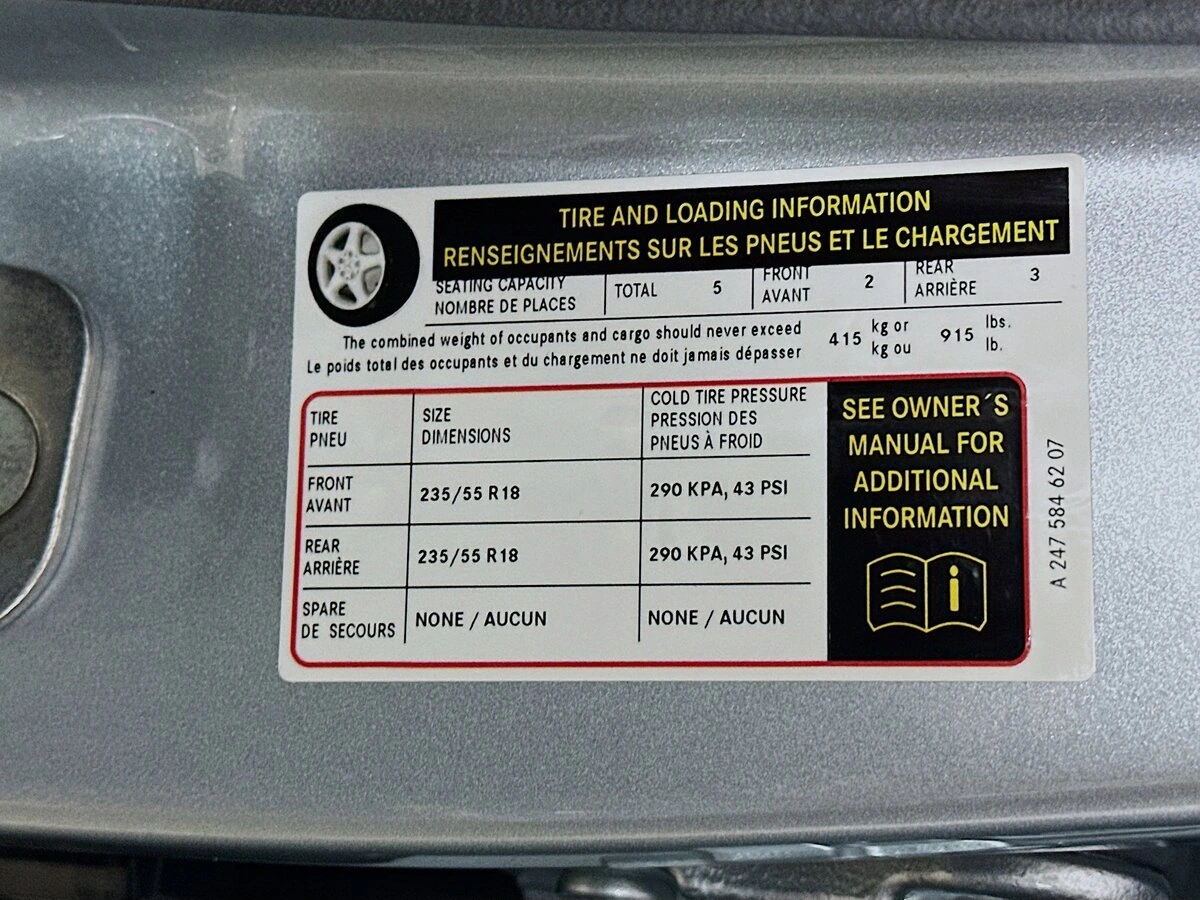 TIRE AND LOADING INFORMATION
RENSEIGNEMENTS SUR LES PNEUS ET LE CHARGEMENT
SEATING CAPACITY
NOMBRE DE PLACES
TOTAL 5
FRONT
AVANT
2
REAR
ARRIÈRE
3
The combined weight of occupants and cargo should never exceed
Le poids total des occupants et du chargement ne doit jamais dépasser
415 kg or
kg ou
915 lbs.
lb.
TIRE
PNEU
SIZE
DIMENSIONS
COLD TIRE PRESSURE
PRESSION DES
PNEUS À FROID
FRONT
AVANT
235/55 R18
290 KPA, 43 PSI
REAR
ARRIÈRE
235/55 R18
290 KPA, 43 PSI
SPARE
DE SECOURS
NONE / AUCUN
NONE / AUCUN
SEE OWNER´S
MANUAL FOR
ADDITIONAL
INFORMATION
i
A 247 584 62 07